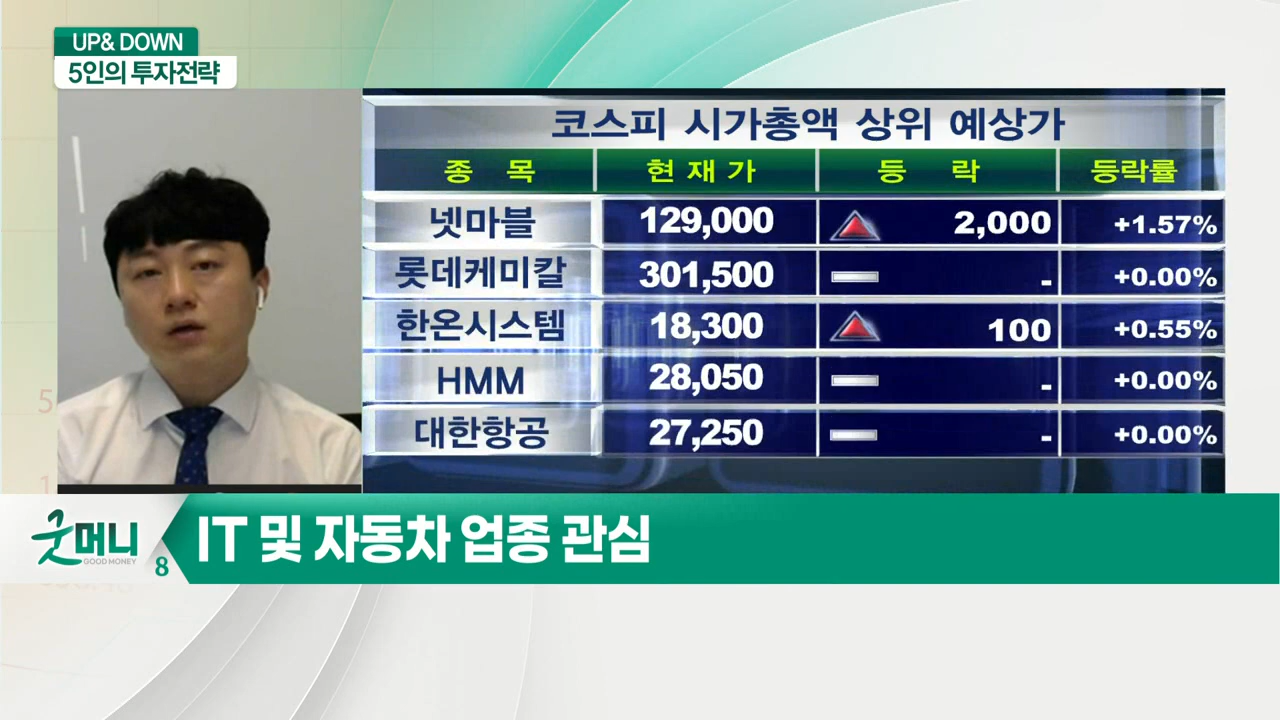 UP& DOWN
5인의 투자전략
코스피 시가총액 상위 예상가
종 목 현 재 가 등 락 등락률
넷마블 129,000 2,000 +1.57%
롯데케미칼 301,500 - +0.00%
한온시스템 18,300 100 +0.55%
HMM 28,050 - +0.00%
대한항공 27,250 - +0.00%
굿머니
GOOD MONEY
8
IT 및 자동차 업종 관심